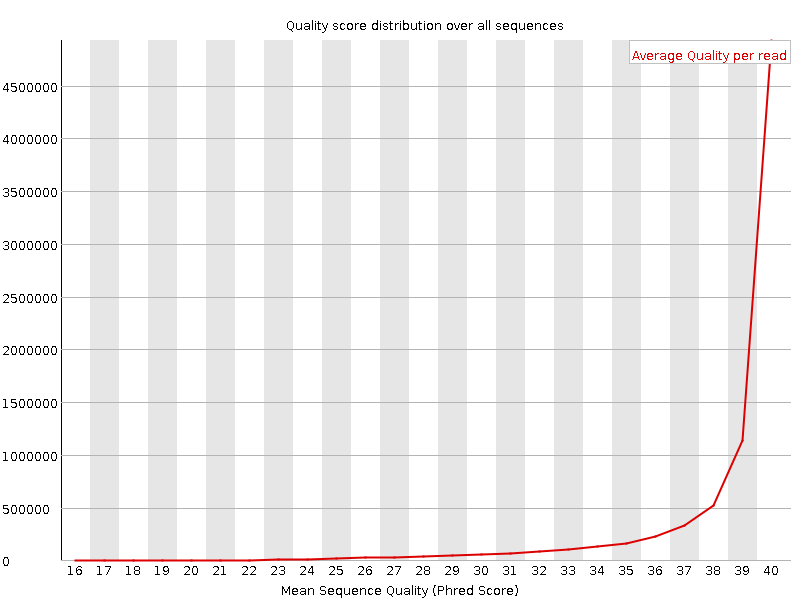 Quality score distribution over all sequences
Average Quality per read
4500000
4000000
3500000
3000000
2500000
2000000
1500000
1000000
500000
0
16 17 18 19 20 21 22 23 24 25 26 27 28 29 30 31 32 33 34 35 36 37 38 39 40
Mean Sequence Quality (Phred Score)